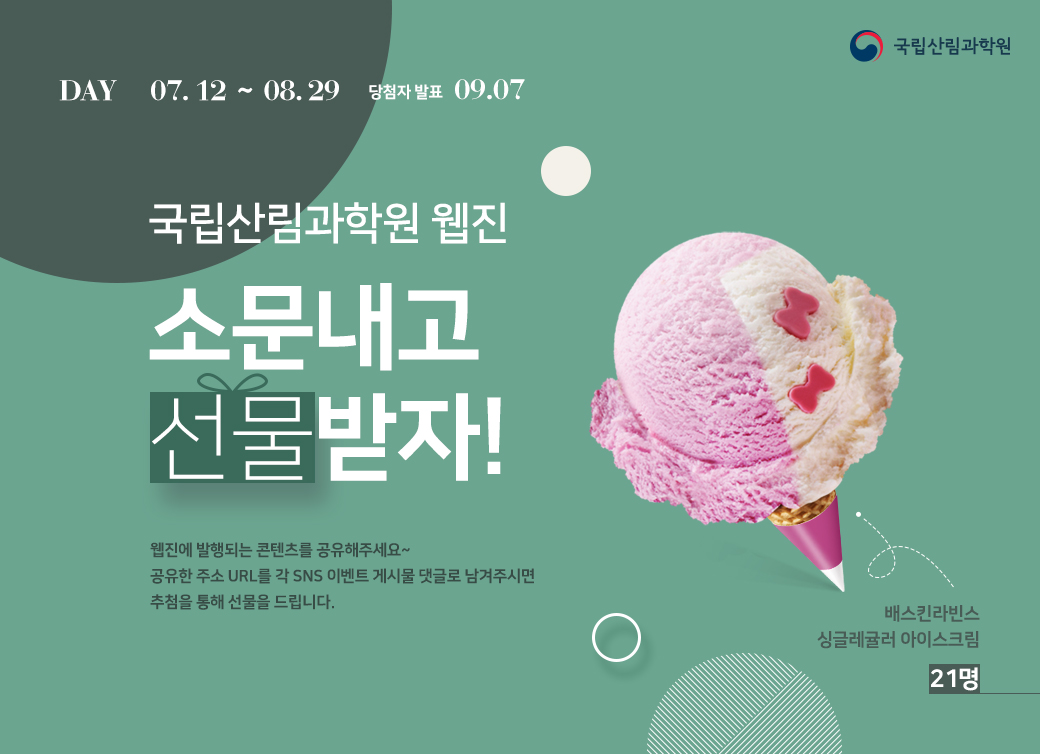 국립산림과학원
DAY 07. 12 ~ 08. 29 당첨자 발표 09.07
국립산림과학원 웹진
소문내고
선물받자!
웹진에 발행되는 콘텐츠를 공유해주세요~
공유한 주소 URL를 각 SNS 이벤트 게시물 댓글로 남겨주시면
추첨을 통해 선물을 드립니다.
배스킨라빈스
싱글레귤러 아이스크림
21명